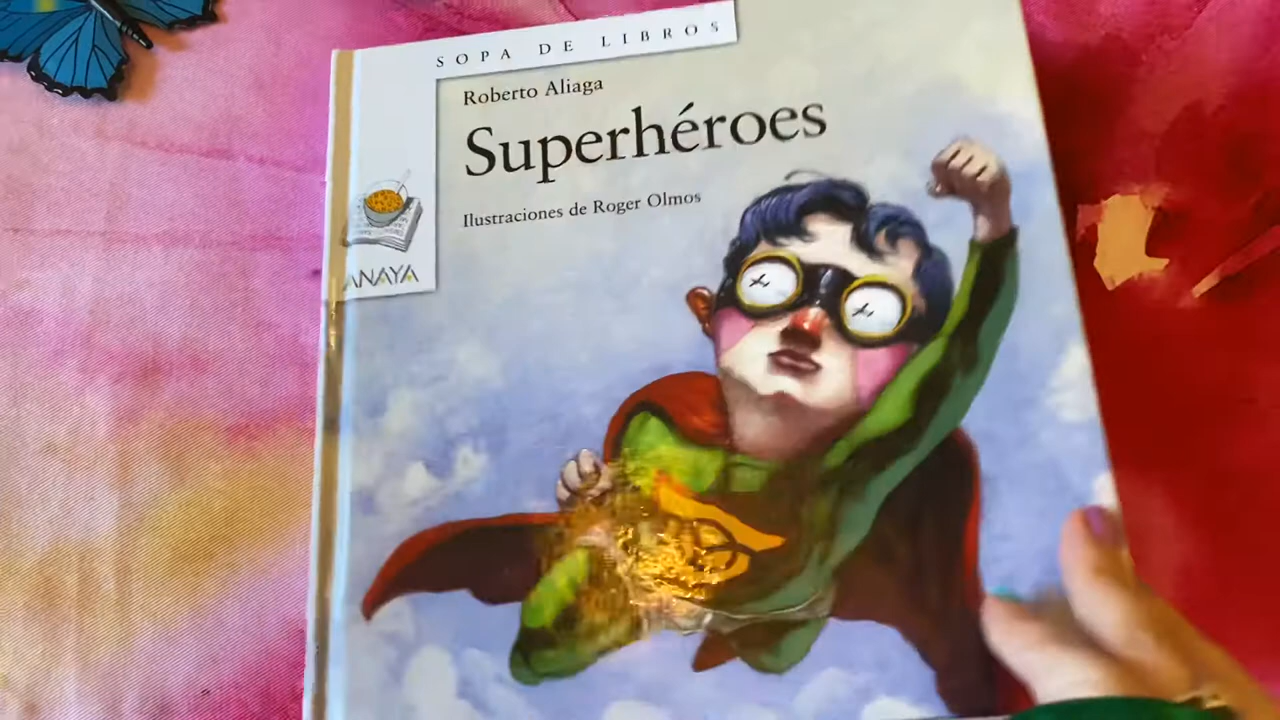 SOPA DE LIBROS
Roberto Aliaga
Superhéroes
Ilustraciones de Roger Olmos
ANAYA